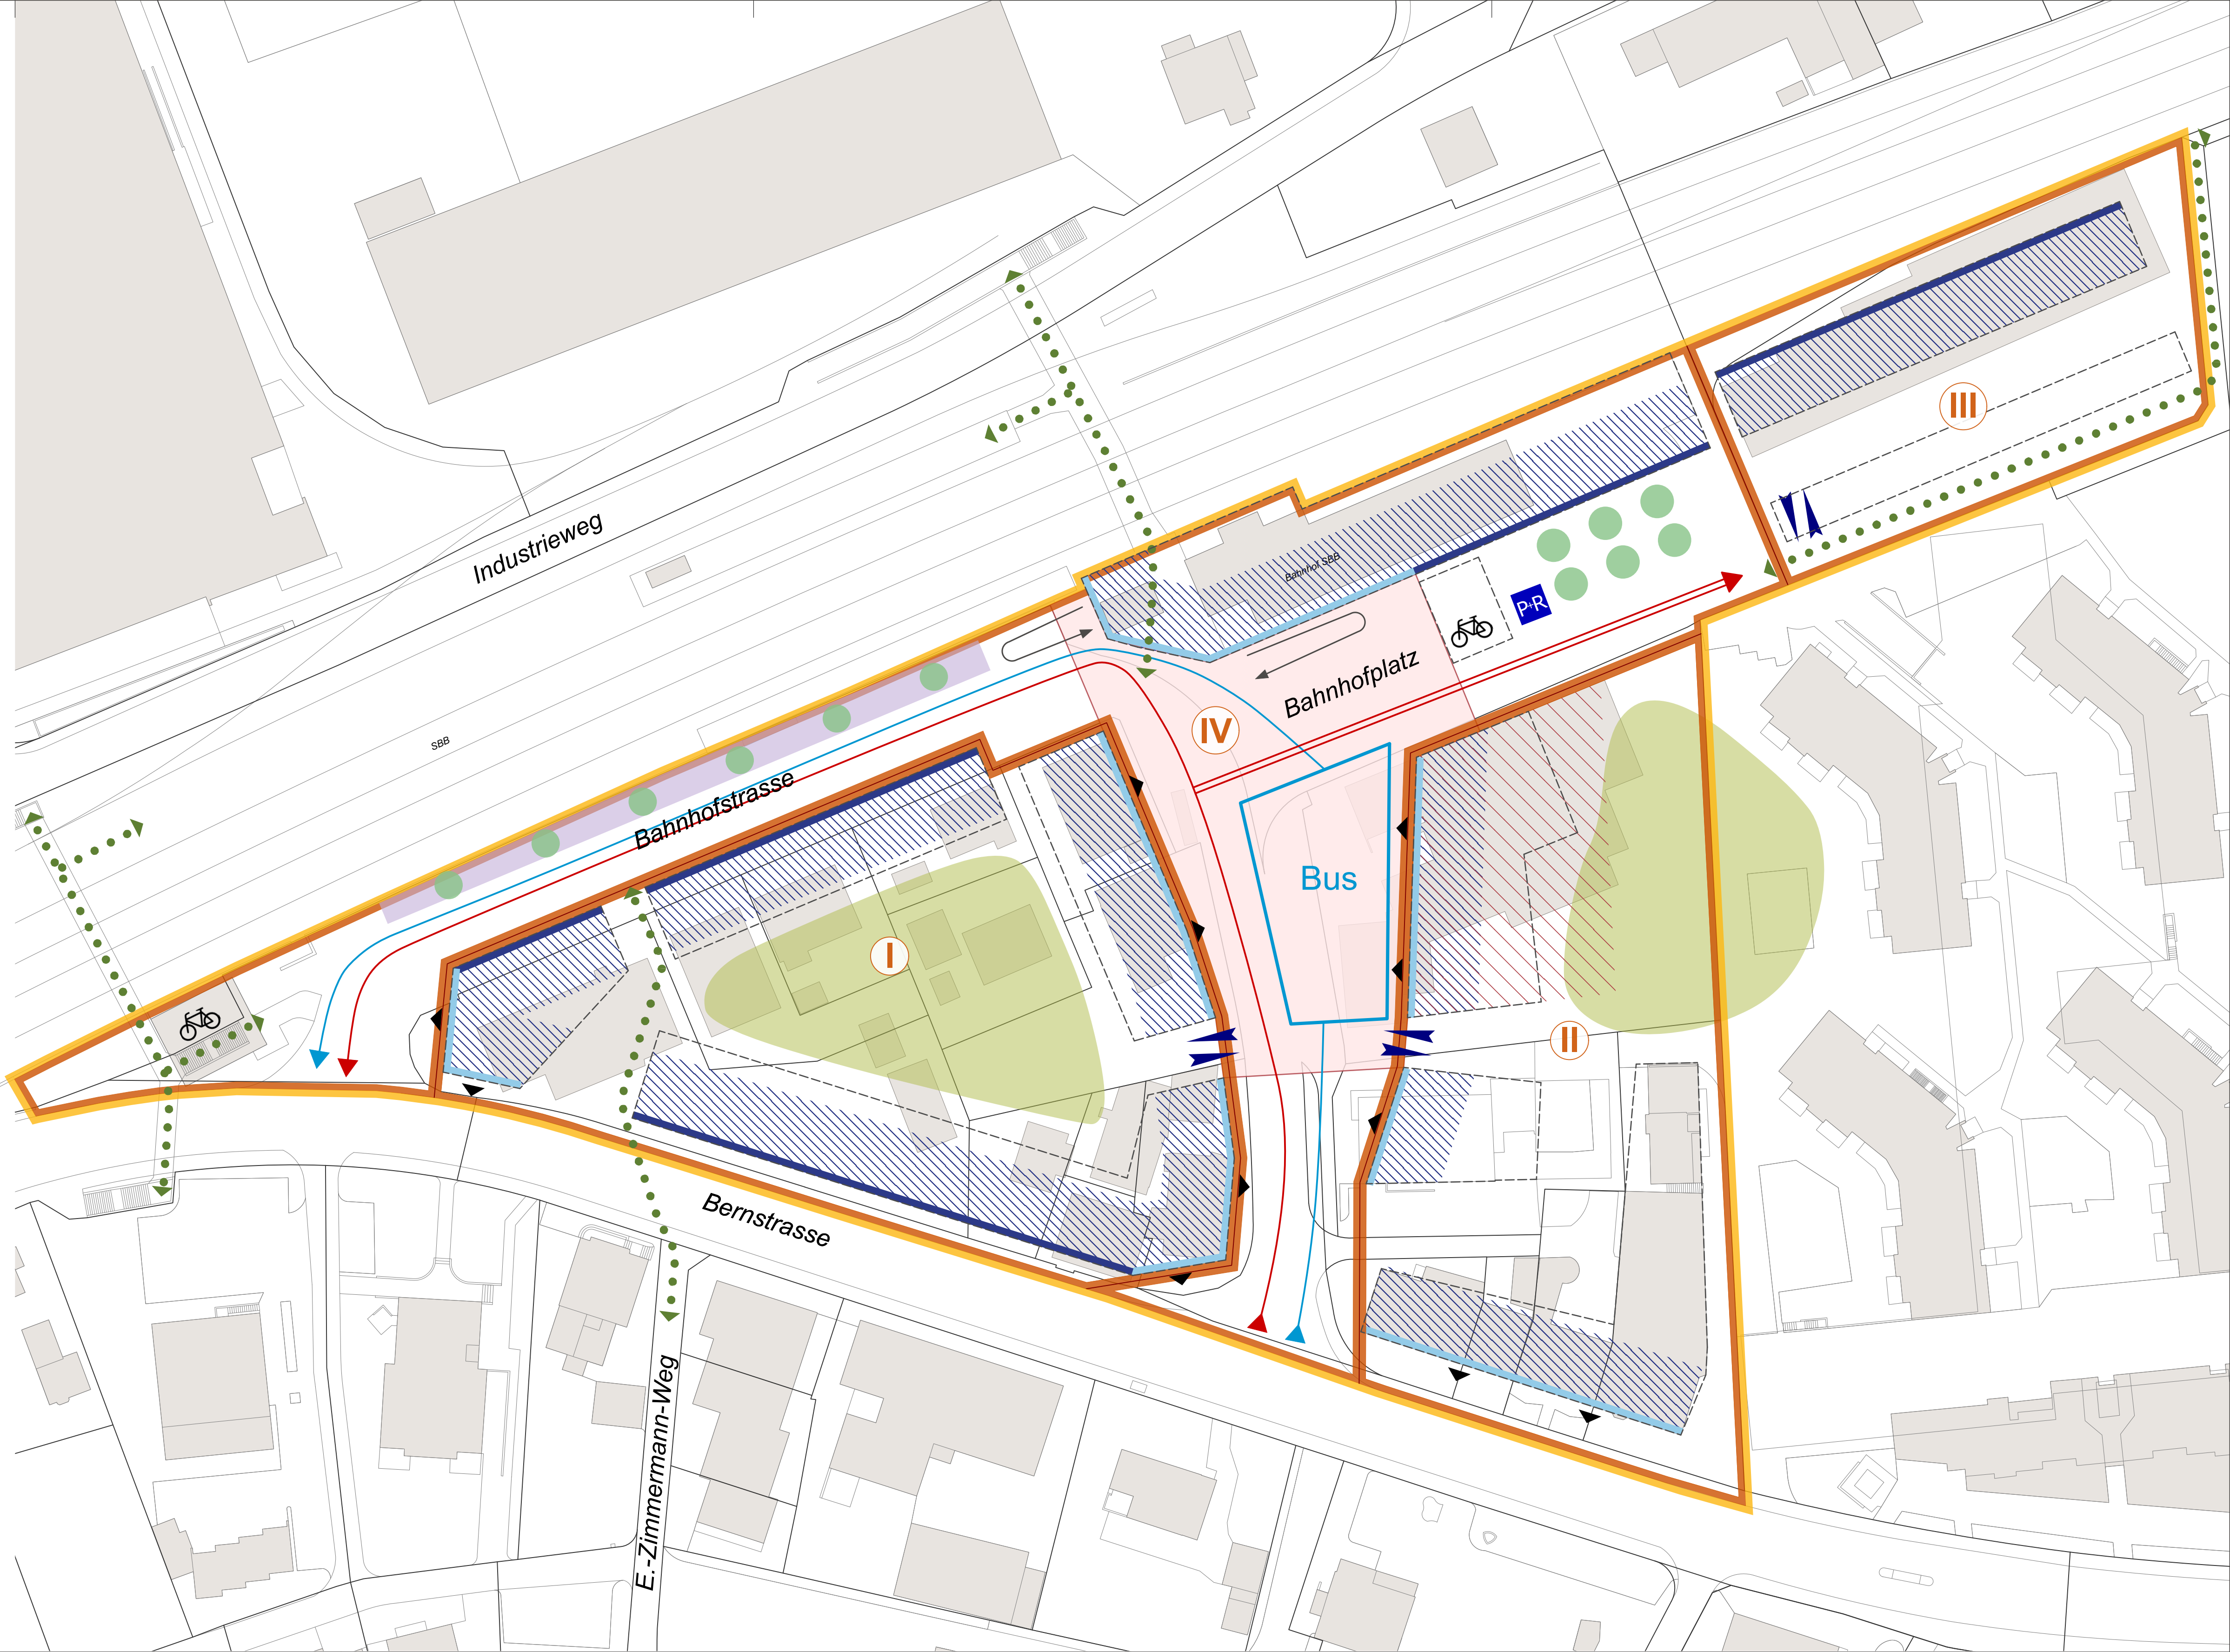 III
Industrieweg
Bahnhof SBB
P+R
Bahnhofplatz
IV
SBB
Bahnhofstrasse
Bus
I
II
Bernstrasse
E.-Zimmermann-Weg